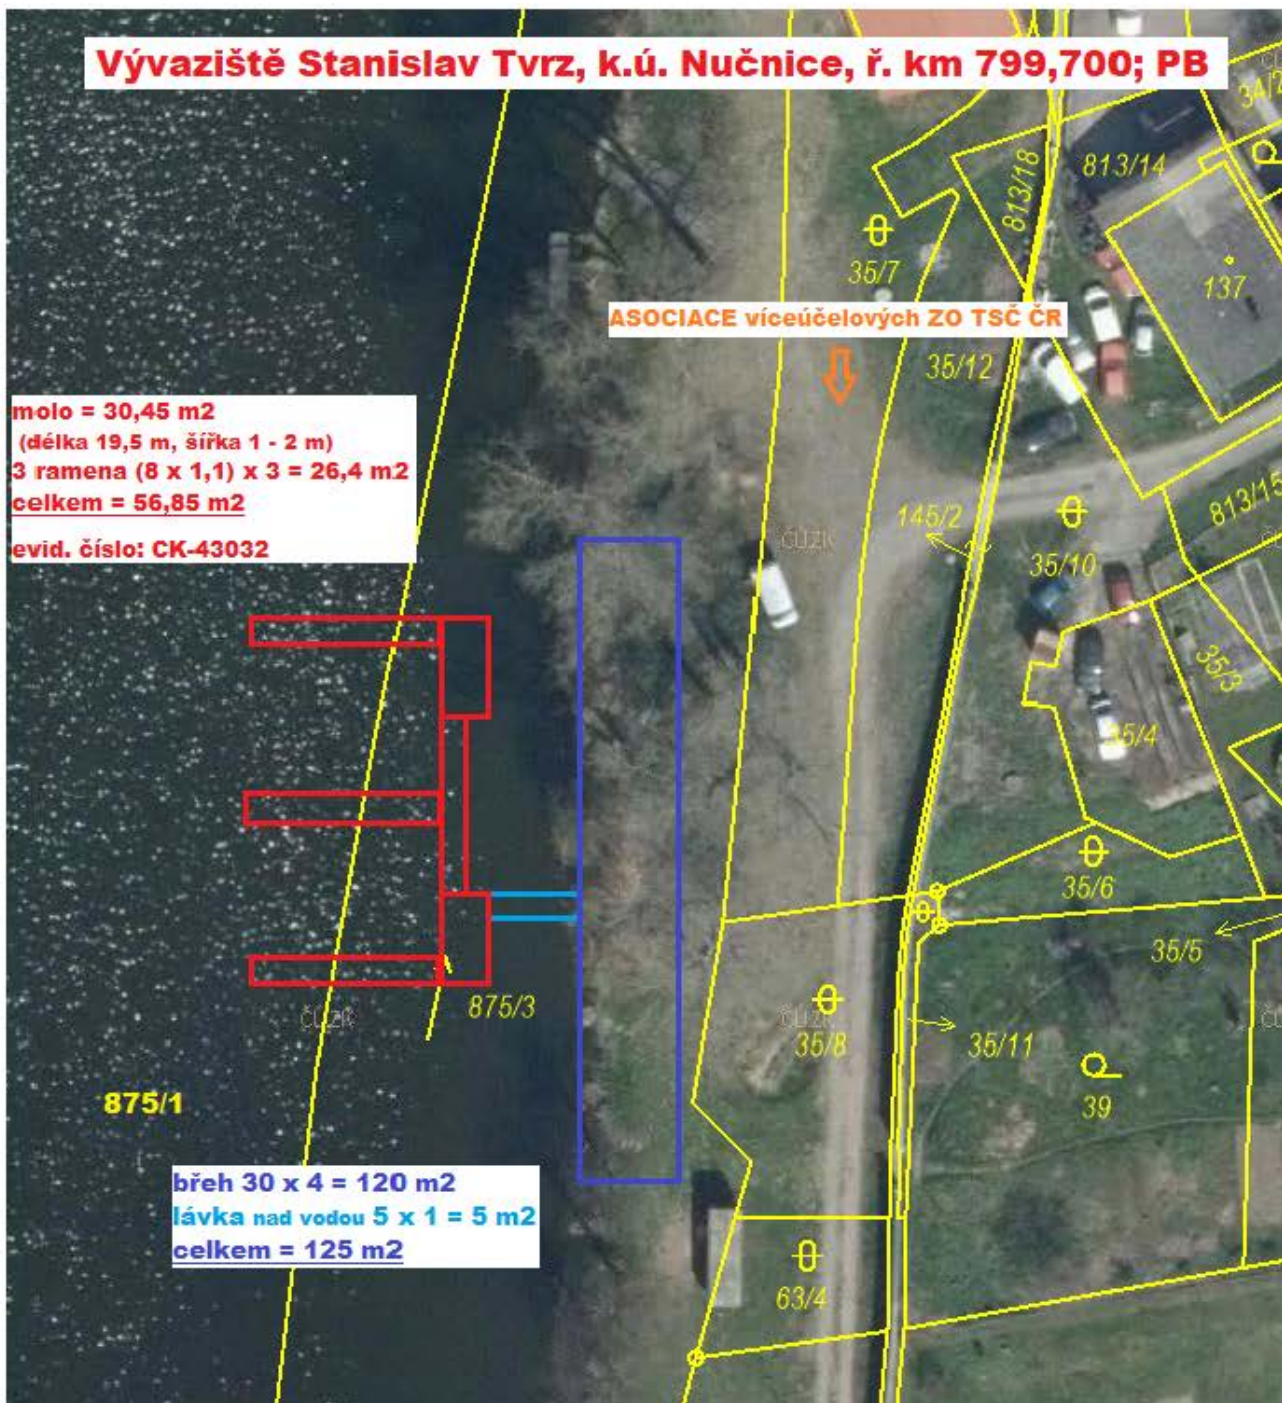 Vývaziště Stanislav Tvrz, k.ú. Nučnice, ř. km 799,700; PB
34/2
813/18
813/14
35/7
137
ASOCIACE víceúčelových ZO TSČ ČR
35/12
molo = 30,45 m2
(délka 19,5 m, šířka 1 - 2 m)
3 ramena (8 x 1,1) x 3 = 26,4 m2
celkem = 56,85 m2
evid. číslo: CK-43032
813/15
145/2
ČÚZK
35/10
35/3
35/4
35/6
35/5
875/3
ČÚZK
ČÚZK
35/8
35/11
39
875/1
břeh 30 x 4 = 120 m2
lávka nad vodou 5 x 1 = 5 m2
celkem = 125 m2
63/4